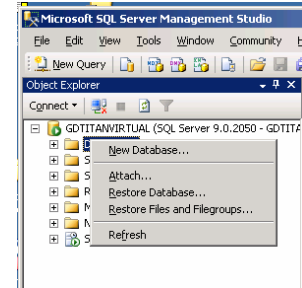 Microsoft SQL Server Management Studio
File Edit View Tools Window Community
New Query
Object Explorer
Connect
GDTITANVIRTUAL (SQL Server 9.0.2050 - GDTITA
D
New Database...
S
S
Attach...
R
Restore Database...
M
Restore Files and Filegroups...
N
S
Refresh